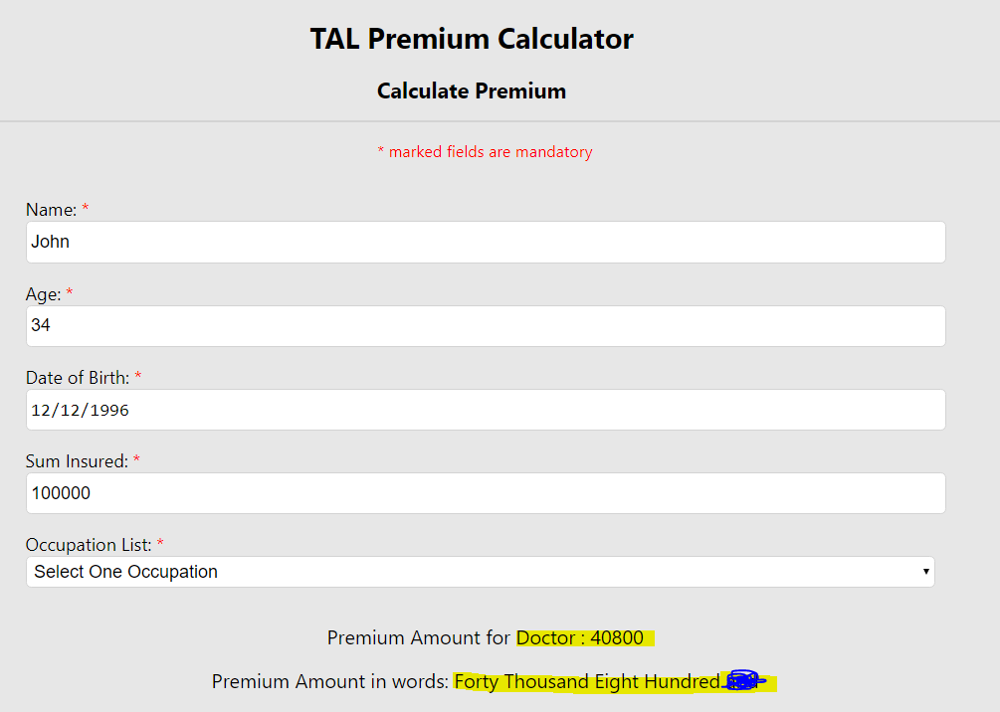 TAL Premium Calculator
Calculate Premium
* marked fields are mandatory
Name: *
John
Age: *
34
Date of Birth: *
12/12/1996
Sum Insured: *
100000
Occupation List: *
Select One Occupation
Premium Amount for Doctor : 40800
Premium Amount in words: Forty Thousand Eight Hundred